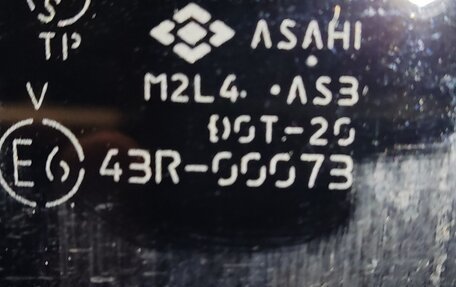 S
TP
ASAHI
M2L4 •AS3
V
DOT-20
E6 43R-00073